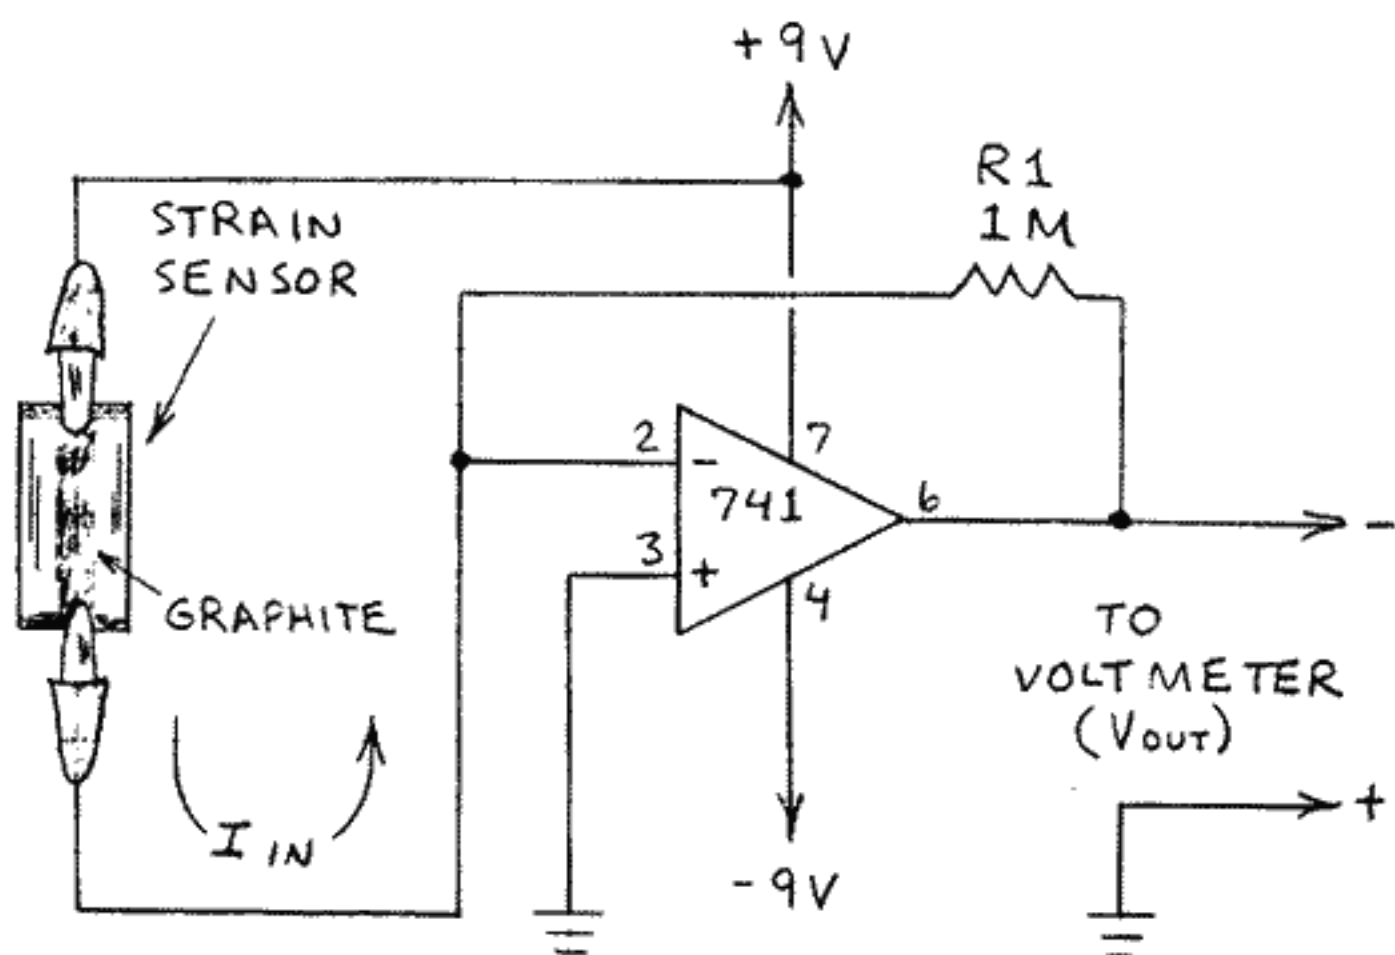 +9V
R1
1M
STRAIN
SENSOR
2
-
7
741
6
-
3
+
4
GRAPHITE
TO
VOLTMETER
(VOUT)
IIN
+
-9V